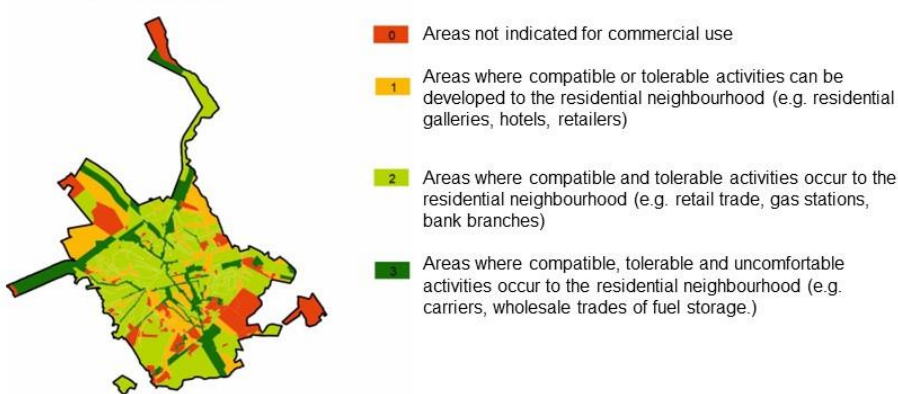 0 Areas not indicated for commercial use
1 Areas where compatible or tolerable activities can be
developed to the residential neighbourhood (e.g. residential
galleries, hotels, retailers)
2 Areas where compatible and tolerable activities occur to the
residential neighbourhood (e.g. retail trade, gas stations,
bank branches)
3 Areas where compatible, tolerable and uncomfortable
activities occur to the residential neighbourhood (e.g.
carriers, wholesale trades of fuel storage.)